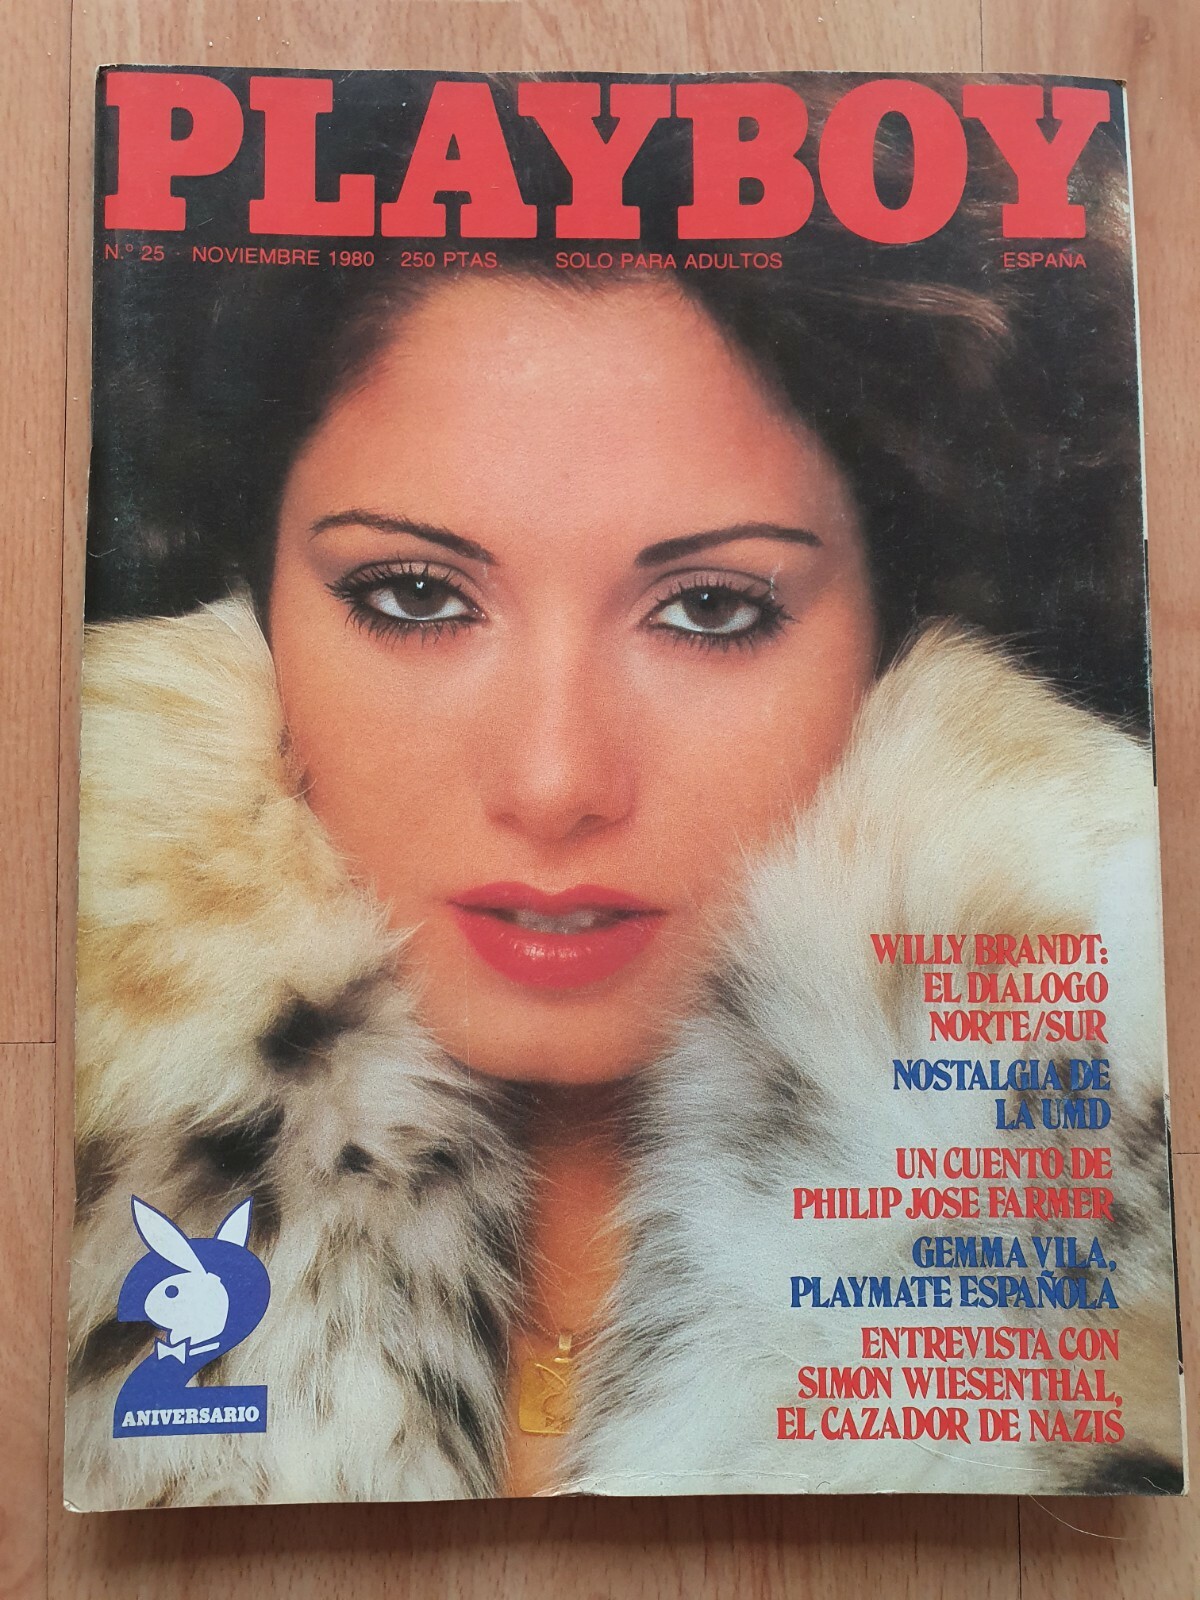 PLAYBOY
N.º 25 · NOVIEMBRE 1980 · 250 PTAS. SOLO PARA ADULTOS ESPAÑA
WILLY BRANDT:
EL DIALOGO
NORTE/SUR
NOSTALGIA DE
LA UMD
UN CUENTO DE
PHILIP JOSE FARMER
GEMMA VILA,
PLAYMATE ESPAÑOLA
ENTREVISTA CON
SIMON WIESENTHAL,
EL CAZADOR DE NAZIS
2
ANIVERSARIO